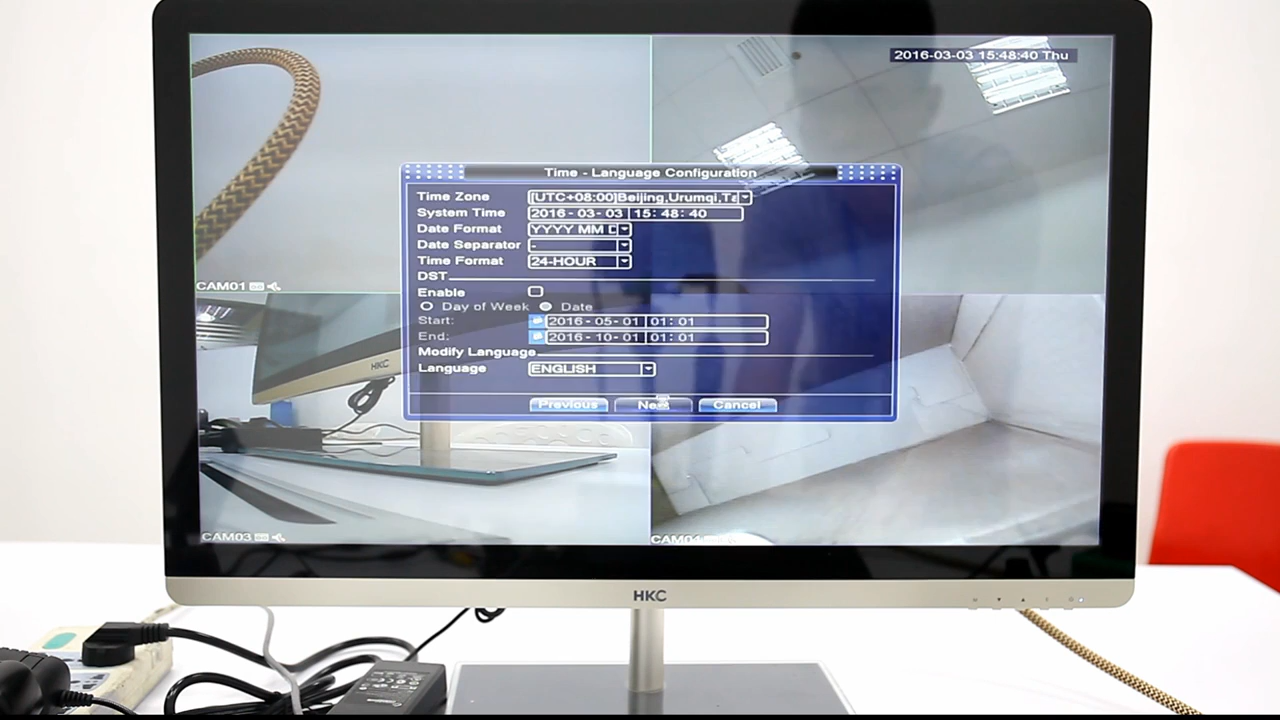 2016-03-03 15:48:40 Thu
Time - Language Configuration
Time Zone [UTC+08:00]Beijing,Urumqi,Ta
System Time 2016-03-03 15:48:40
Date Format YYYY MM D
Date Separator -
Time Format 24-HOUR
DST
Enable
Day of Week Date
Start: 2016-05-01 01:01
End: 2016-10-01 01:01
Modify Language
Language ENGLISH
Previous Ne Cancel
CAM01
HKC
CAM03
CAM04
HKC